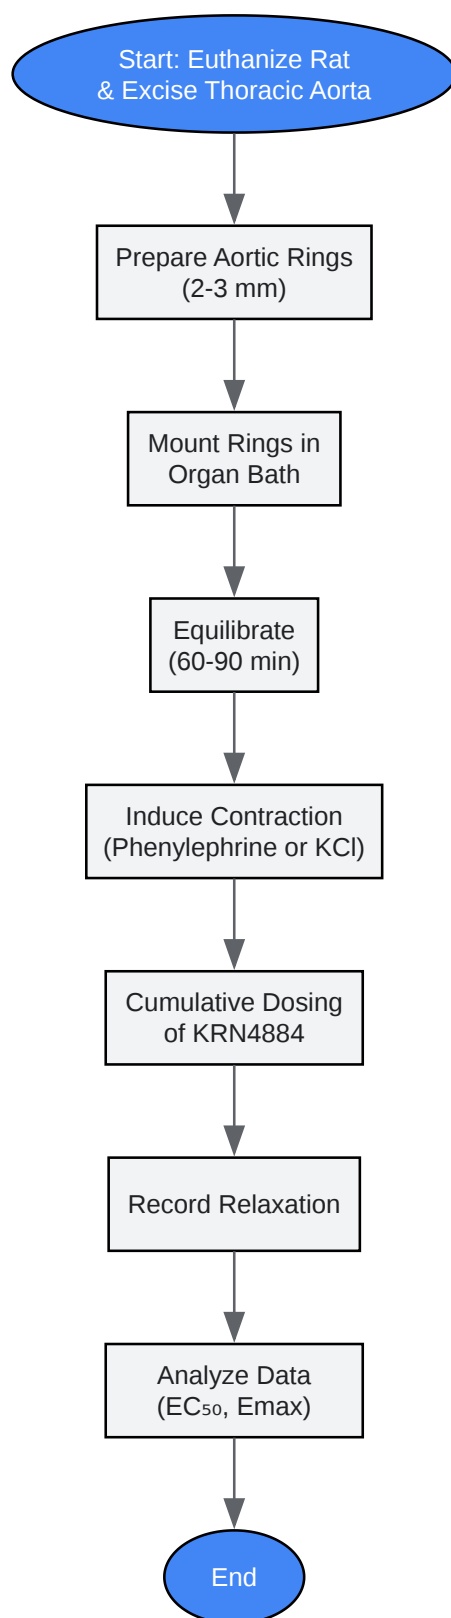 Start: Euthanize Rat
& Excise Thoracic Aorta
Prepare Aortic Rings
(2-3 mm)
Mount Rings in
Organ Bath
Equilibrate
(60-90 min)
Induce Contraction
(Phenylephrine or KCl)
Cumulative Dosing
of KRN4884
Record Relaxation
Analyze Data
(EC₅₀, Emax)
End